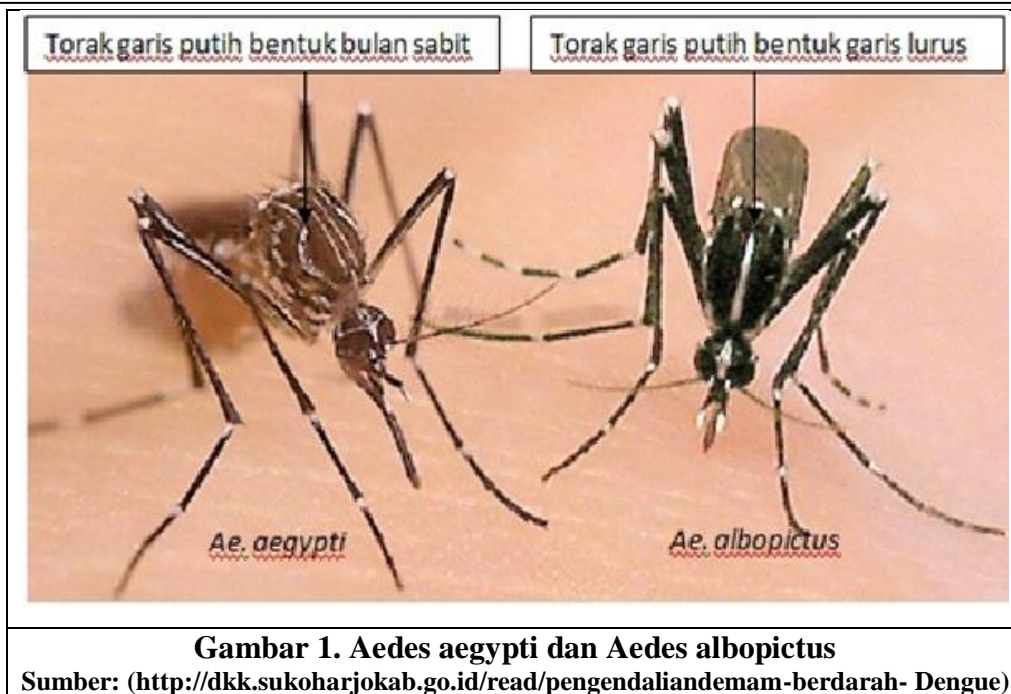 Torak garis putih bentuk bulan sabit
Torak garis putih bentuk garis lurus
Ae. aegypti
Ae. albopictus
Gambar 1. Aedes aegypti dan Aedes albopictus
Sumber: (http://dkk.sukoharjokab.go.id/read/pengendaliandemam-berdarah- Dengue)